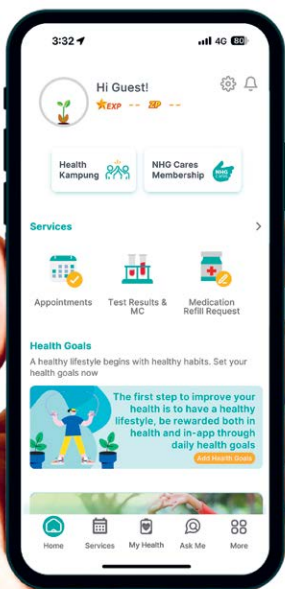 3:32
4G 80
Hi Guest!
EXP -- -- 
Health
Kampung
NHG Cares
Membership
NHG
Services
Appointments
Test Results &
MC
Medication
Refill Request
Health Goals
A healthy lifestyle begins with healthy habits. Set your
health goals now
The first step to improve your
health is to have a healthy
lifestyle, be rewarded both in
health and in-app through
daily health goals
Add Health Goals
Home
Services
My Health
Ask Me
More